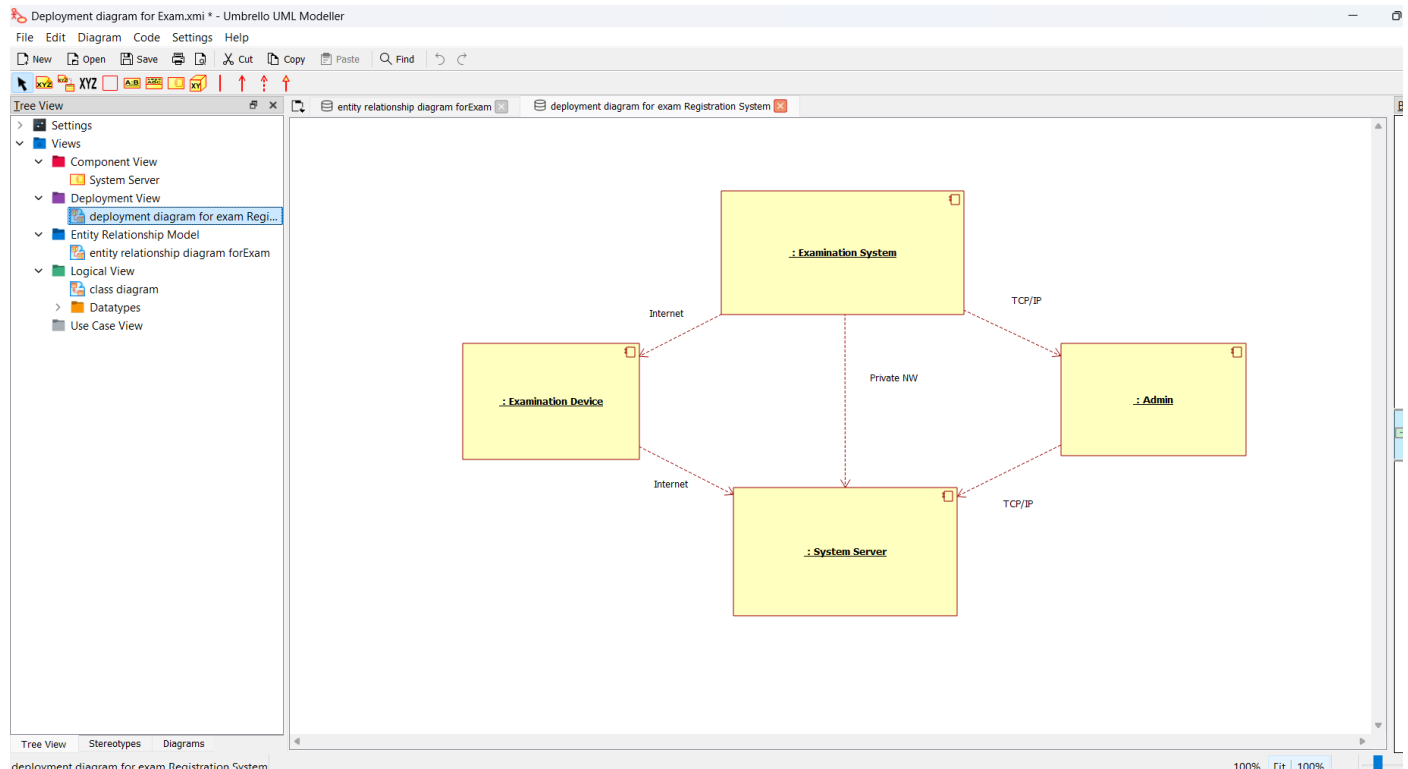 Deployment diagram for Exam.xmi * - Umbrello UML Modeller
File Edit Diagram Code Settings Help
New Open Save Cut Copy Paste Find
XYZ XYZ A:B XY
Tree View
entity relationship diagram forExam
deployment diagram for exam Registration System
Settings
Views
Component View
System Server
Deployment View
deployment diagram for exam Regi...
Entity Relationship Model
entity relationship diagram forExam
Logical View
class diagram
Datatypes
Use Case View
: Examination System
Internet
TCP/IP
: Examination Device
Private NW
: Admin
Internet
TCP/IP
: System Server
Tree View Stereotypes Diagrams
deployment diagram for exam Registration System
100% Fit 100%